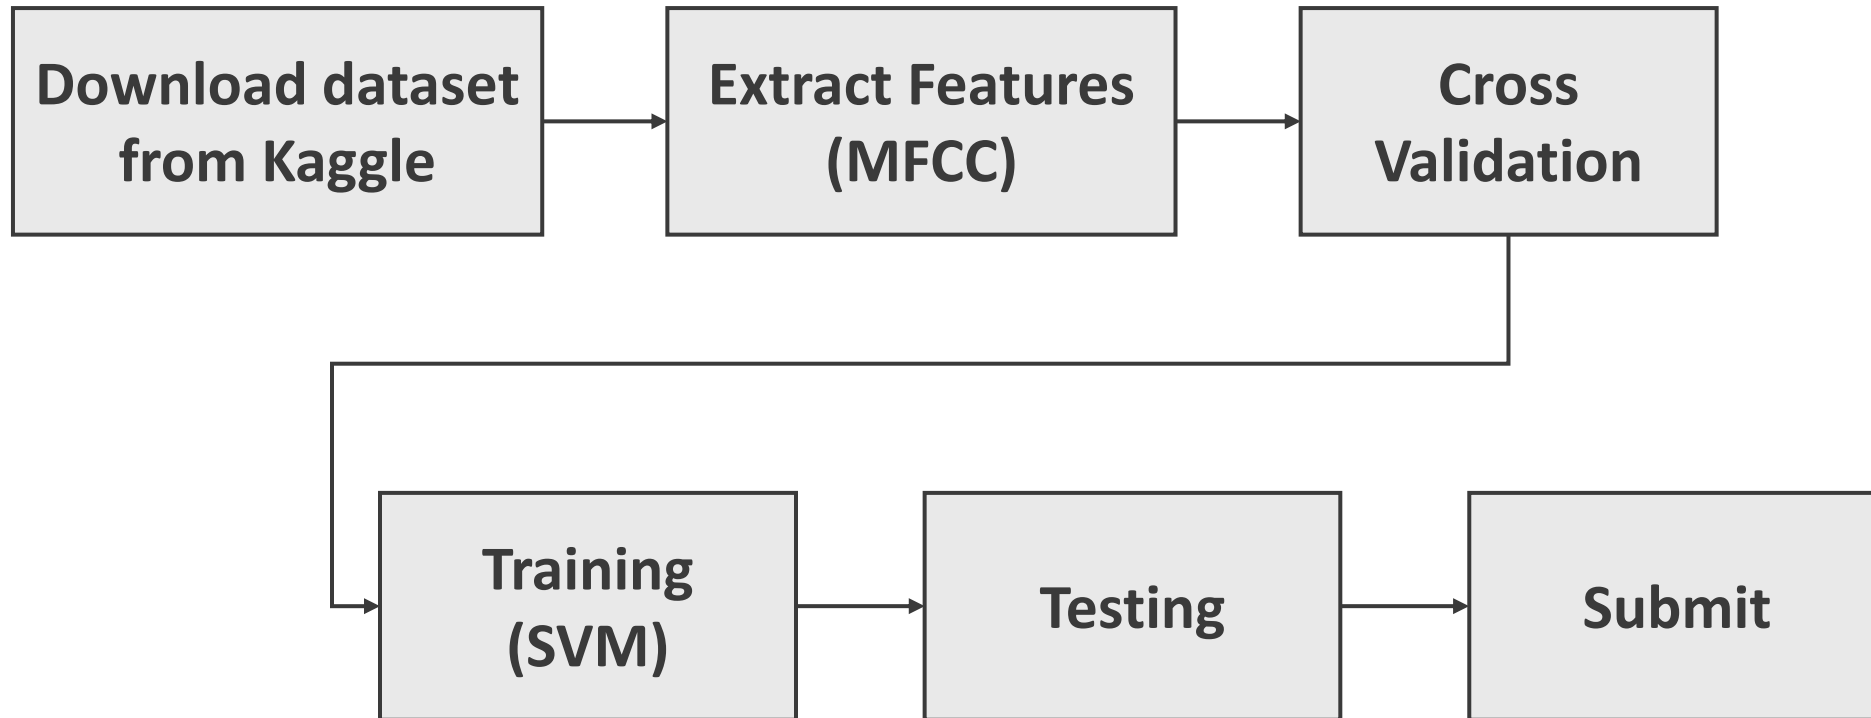 Download dataset
from Kaggle
Extract Features
(MFCC)
Cross
Validation
Training
(SVM)
Testing
Submit